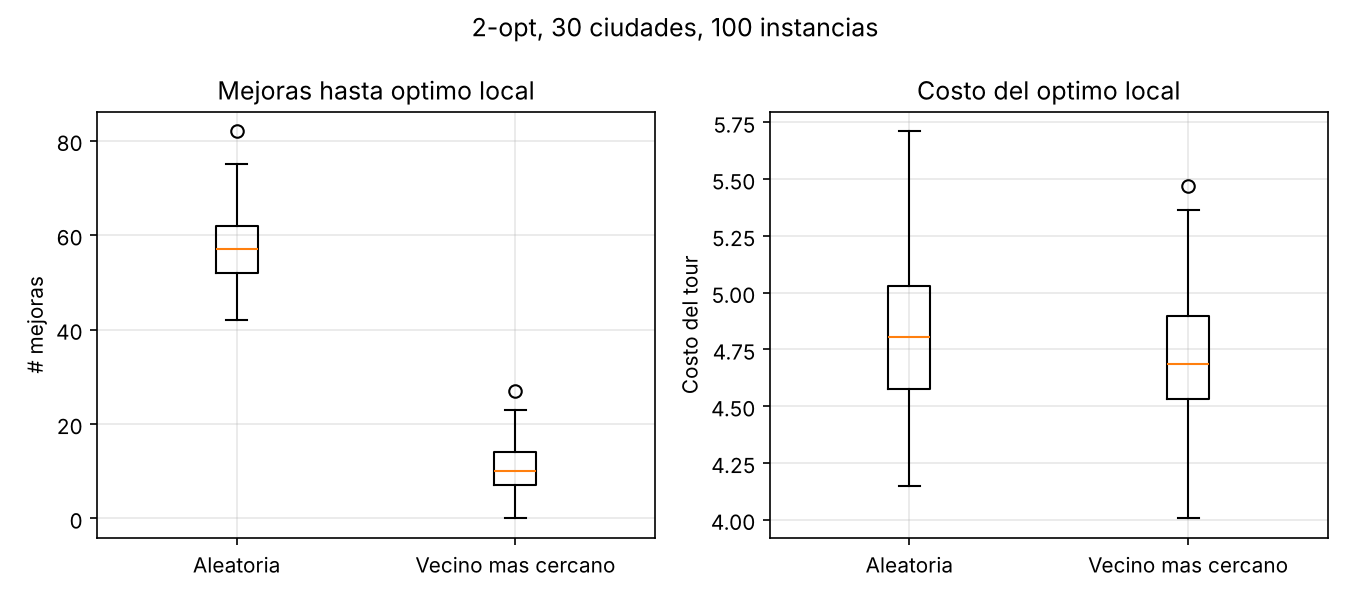 2-opt, 30 ciudades, 100 instancias
Mejoras hasta optimo local
# mejoras
80
60
40
20
0
Aleatoria
Vecino mas cercano
Costo del optimo local
Costo del tour
5.75
5.50
5.25
5.00
4.75
4.50
4.25
4.00
Aleatoria
Vecino mas cercano